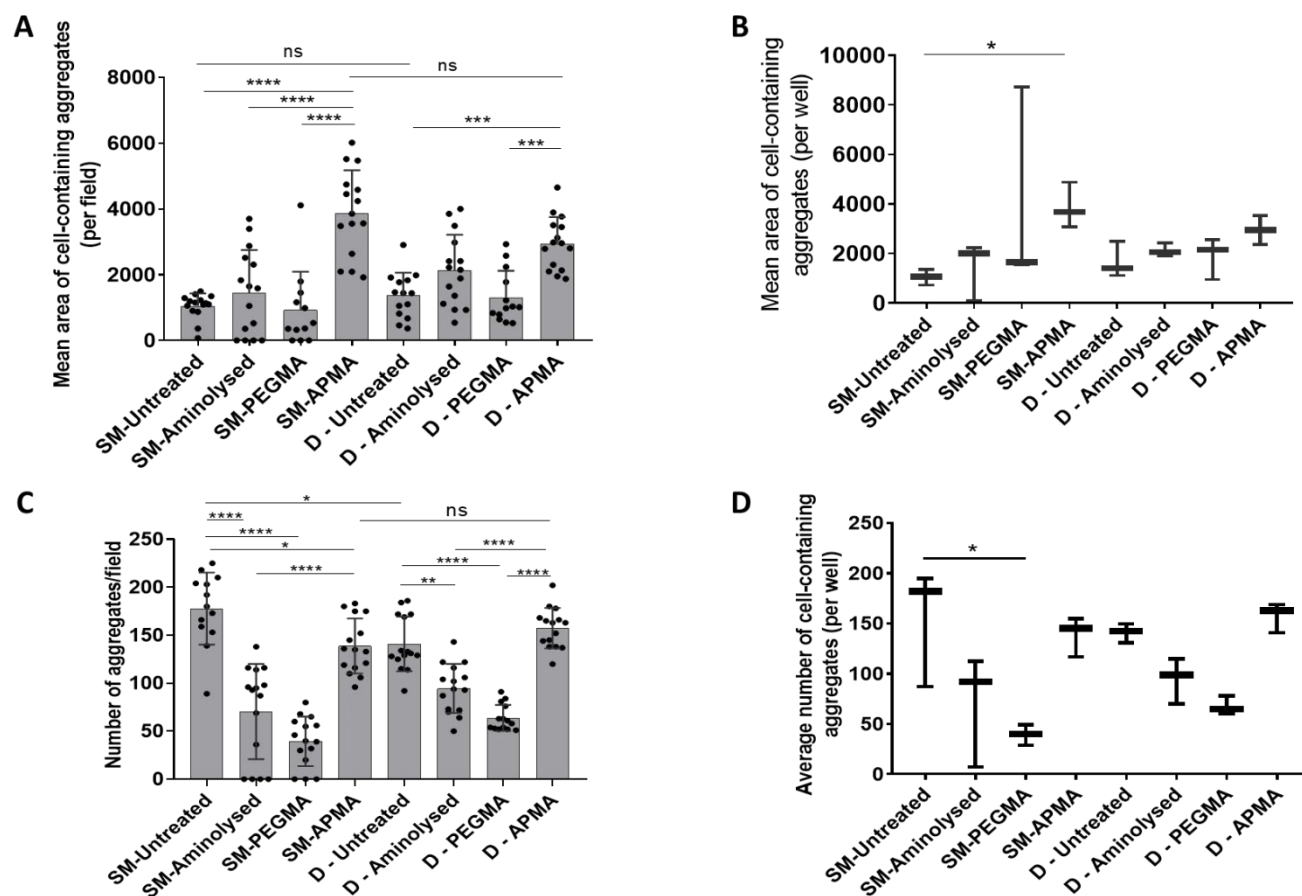 A
Mean area of cell-containing aggregates
(per field)
8000
6000
4000
2000
0
ns
ns
****
****
****
***
***
SM-Untreated
SM-Aminolysed
SM-PEGMA
SM-APMA
D - Untreated
D - Aminolysed
D - PEGMA
D - APMA
B
Mean area of cell-containing
aggregates (per well)
10000
8000
6000
4000
2000
0
*
SM-Untreated
SM-Aminolysed
SM-PEGMA
SM-APMA
D - Untreated
D - Aminolysed
D - PEGMA
D - APMA
C
Number of aggregates/field
250
200
150
100
50
0
*
ns
****
****
*
****
****
****
**
****
SM-Untreated
SM-Aminolysed
SM-PEGMA
SM-APMA
D - Untreated
D - Aminolysed
D - PEGMA
D - APMA
D
Average number of cell-containing
aggregates (per well)
250
200
150
100
50
0
*
SM-Untreated
SM-Aminolysed
SM-PEGMA
SM-APMA
D - Untreated
D - Aminolysed
D - PEGMA
D - APMA